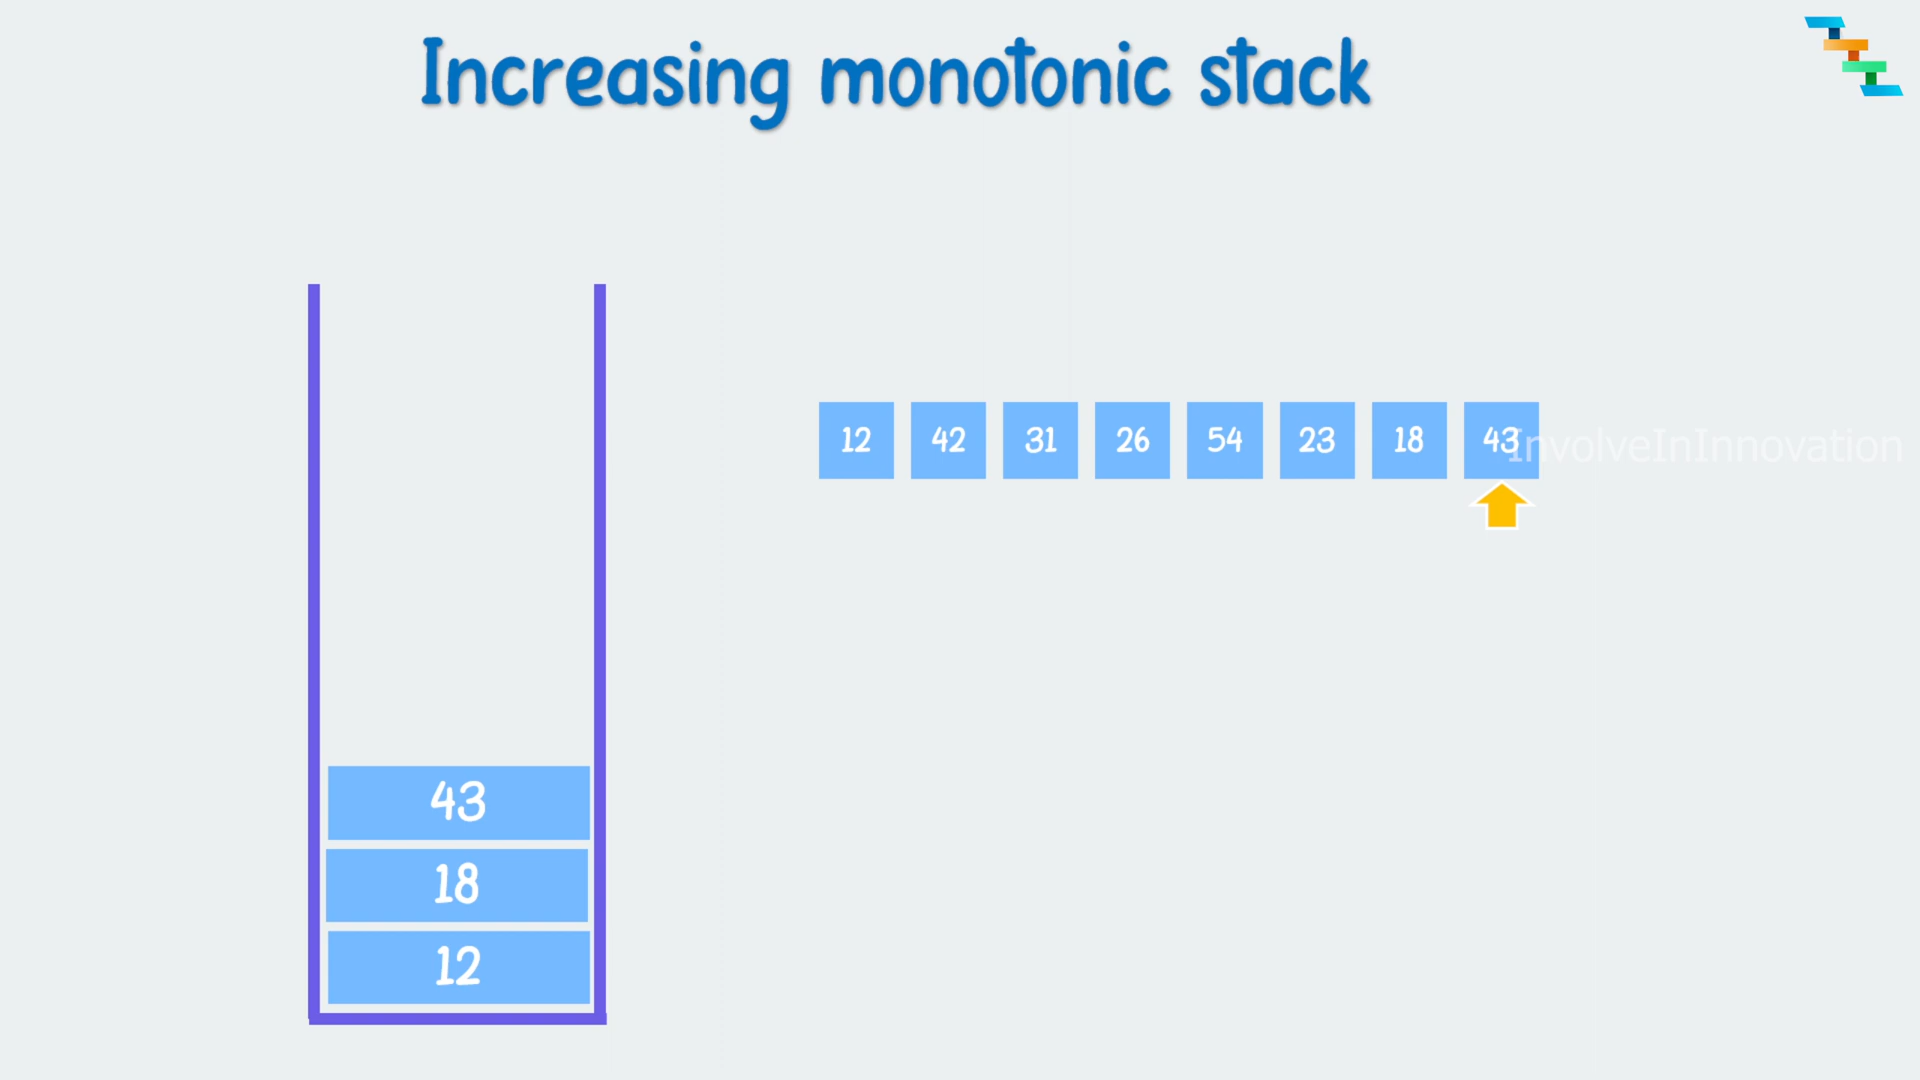 Increasing monotonic stack
12 42 31 26 54 23 18 43
InvolveInInnovation
43
18
12